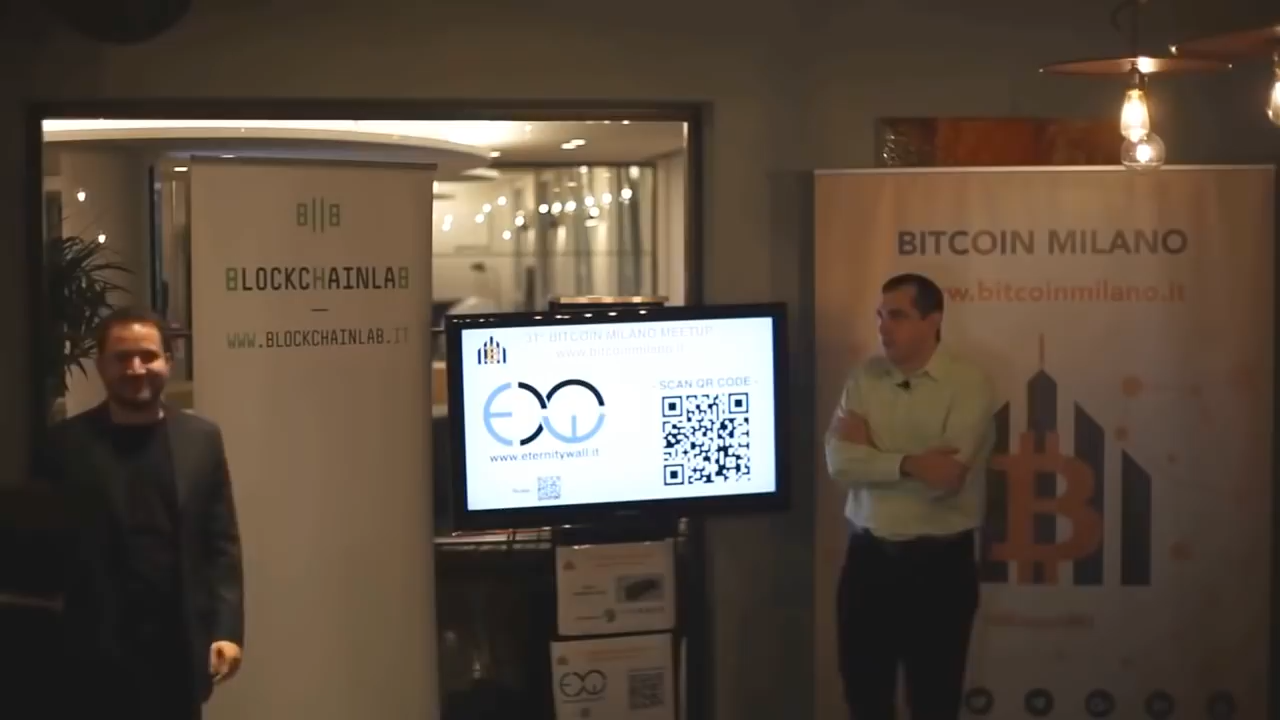 BLOCKCHAINLAB
WWW.BLOCKCHAINLAB.IT
31° BITCOIN MILANO MEETUP
www.bitcoinmilano.it
- SCAN QR CODE -
www.eternitywall.it
BITCOIN MILANO
w.bitcoinmilano.it